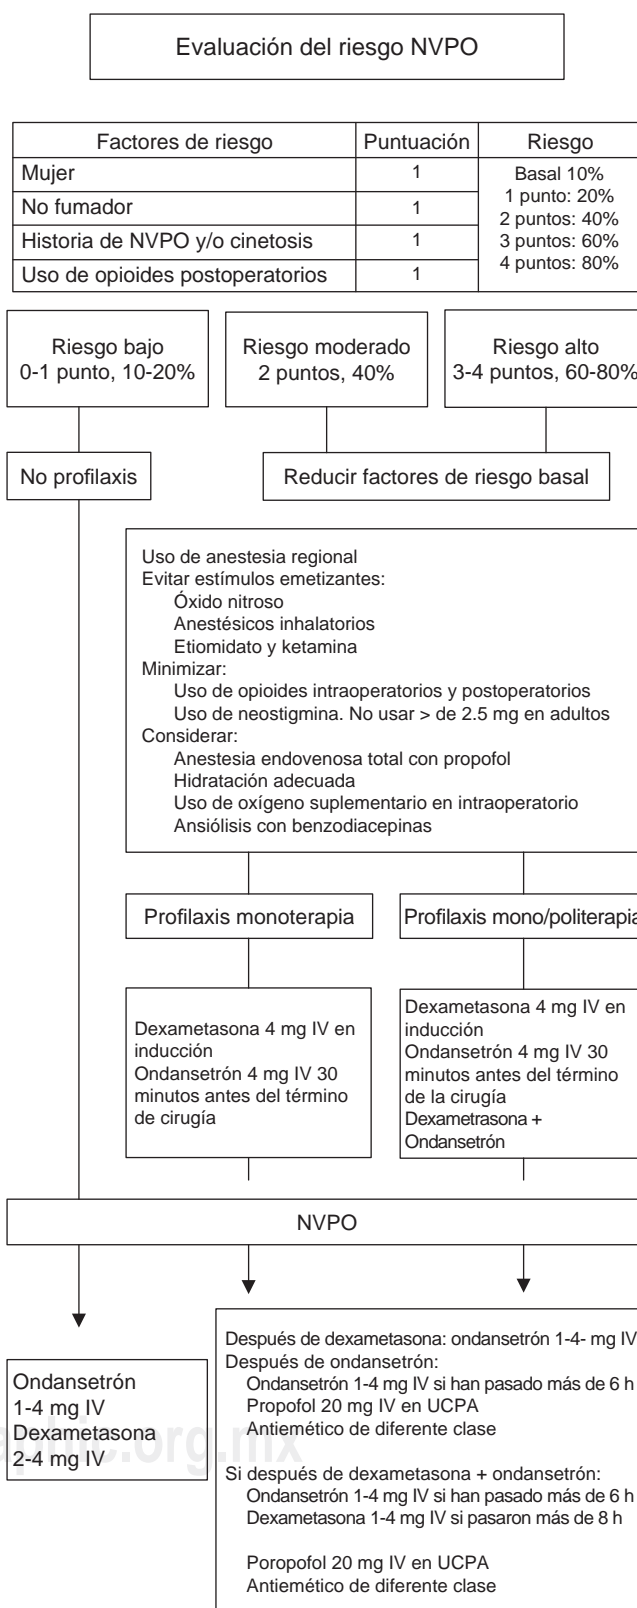 Evaluación del riesgo NVPO
Factores de riesgo Puntuación Riesgo
Mujer 1 Basal 10%
No fumador 1 1 punto: 20%
2 puntos: 40%
Historia de NVPO y/o cinetosis 1 3 puntos: 60%
Uso de opioides postoperatorios 1 4 puntos: 80%
Riesgo bajo
0-1 punto, 10-20%
Riesgo moderado
2 puntos, 40%
Riesgo alto
3-4 puntos, 60-80%
No profilaxis
Reducir factores de riesgo basal
Uso de anestesia regional
Evitar estímulos emetizantes:
Óxido nitroso
Anestésicos inhalatorios
Etiomidato y ketamina
Minimizar:
Uso de opioides intraoperatorios y postoperatorios
Uso de neostigmina. No usar > de 2.5 mg en adultos
Considerar:
Anestesia endovenosa total con propofol
Hidratación adecuada
Uso de oxígeno suplementario en intraoperatorio
Ansiólisis con benzodiacepinas
Profilaxis monoterapia
Profilaxis mono/politerapia
Dexametasona 4 mg IV en
inducción
Ondansetrón 4 mg IV 30
minutos antes del término
de cirugía
Dexametasona 4 mg IV en
inducción
Ondansetrón 4 mg IV 30
minutos antes del término
de la cirugía
Dexametrasona +
Ondansetrón
NVPO
Ondansetrón
1-4 mg IV
Dexametasona
2-4 mg IV
Después de dexametasona: ondansetrón 1-4- mg IV
Después de ondansetrón:
Ondansetrón 1-4 mg IV si han pasado más de 6 h
Propofol 20 mg IV en UCPA
Antiemético de diferente clase
Si después de dexametasona + ondansetrón:
Ondansetrón 1-4 mg IV si han pasado más de 6 h
Dexametasona 1-4 mg IV si pasaron más de 8 h
Poropofol 20 mg IV en UCPA
Antiemético de diferente clase
aphic.org.mx